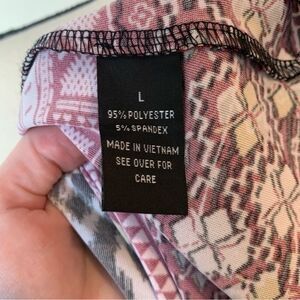 L
95% POLYESTER
5% SPANDEX
MADE IN VIETNAM
SEE OVER FOR
CARE